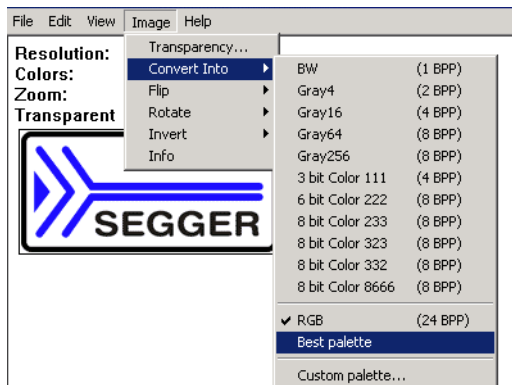 File Edit View Image Help
Resolution:
Colors:
Zoom:
Transparent
SEGGER
Transparency...
Convert Into
Flip
Rotate
Invert
Info
BW (1 BPP)
Gray4 (2 BPP)
Gray16 (4 BPP)
Gray64 (8 BPP)
Gray256 (8 BPP)
3 bit Color 111 (4 BPP)
6 bit Color 222 (8 BPP)
8 bit Color 233 (8 BPP)
8 bit Color 323 (8 BPP)
8 bit Color 332 (8 BPP)
8 bit Color 8666 (8 BPP)
RGB (24 BPP)
Best palette
Custom palette...